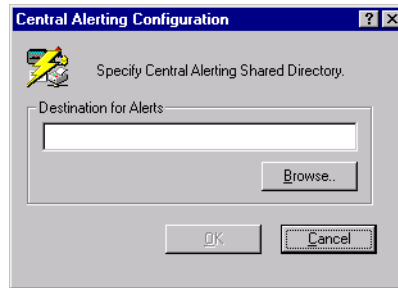 Central Alerting Configuration ? X
Specify Central Alerting Shared Directory.
Destination for Alerts
Browse..
OK Cancel